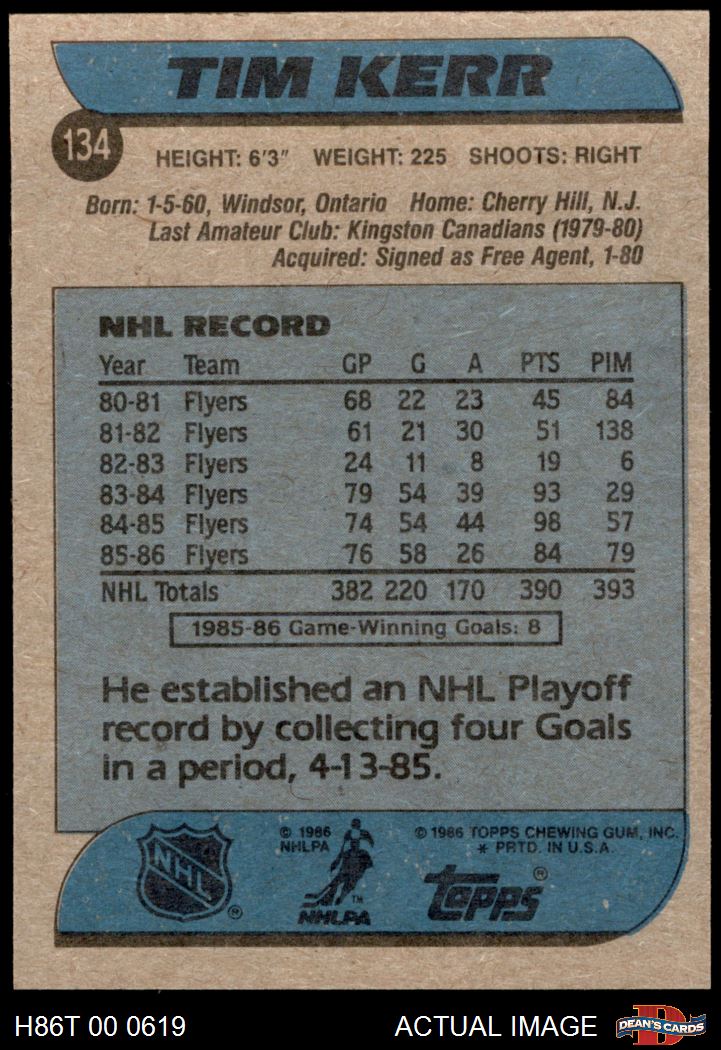 TIM KERR
134
HEIGHT: 6'3" WEIGHT: 225 SHOOTS: RIGHT
Born: 1-5-60, Windsor, Ontario Home: Cherry Hill, N.J.
Last Amateur Club: Kingston Canadians (1979-80)
Acquired: Signed as Free Agent, 1-80
NHL RECORD
Year Team GP G A PTS PIM
80-81 Flyers 68 22 23 45 84
81-82 Flyers 61 21 30 51 138
82-83 Flyers 24 11 8 19 6
83-84 Flyers 79 54 39 93 29
84-85 Flyers 74 54 44 98 57
85-86 Flyers 76 58 26 84 79
NHL Totals 382 220 170 390 393
1985-86 Game-Winning Goals: 8
He established an NHL Playoff
record by collecting four Goals
in a period, 4-13-85.
NHL ®
© 1986
NHLPA
™
NHLPA
© 1986 TOPPS CHEWING GUM, INC.
* PRTD. IN U.S.A.
topps ®
H86T 00 0619 ACTUAL IMAGE
D
DEAN'S CARDS